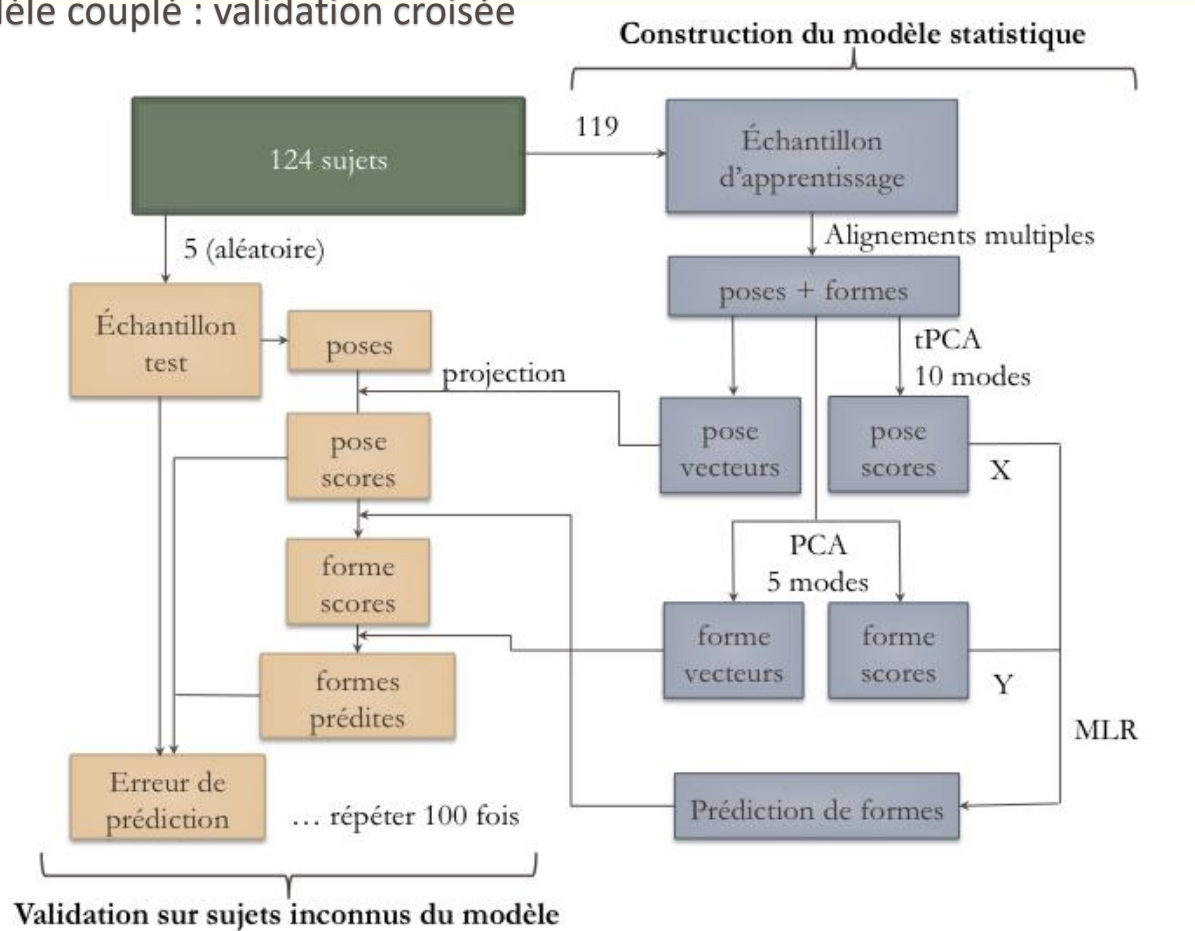 èle couplé : validation croisée
Construction du modèle statistique
124 sujets
119
Échantillon
d'apprentissage
5 (aléatoire)
Alignements multiples
Échantillon
test
poses
poses + formes
projection
tPCA
10 modes
pose
scores
pose
vecteurs
pose
scores
X
PCA
5 modes
forme
scores
forme
vecteurs
forme
scores
Y
formes
prédites
MLR
Erreur de
prédiction
… répéter 100 fois
Prédiction de formes
Validation sur sujets inconnus du modèle